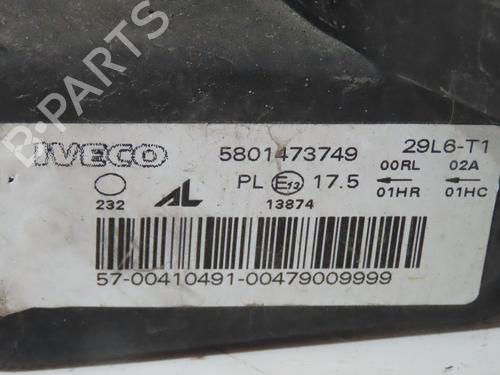 B-PARTS
IVECO 5801473749 29L6-T1
232 AL PL E13 17.5 00RL 02A
13874 01HR 01HC
57-00410491-00479009999